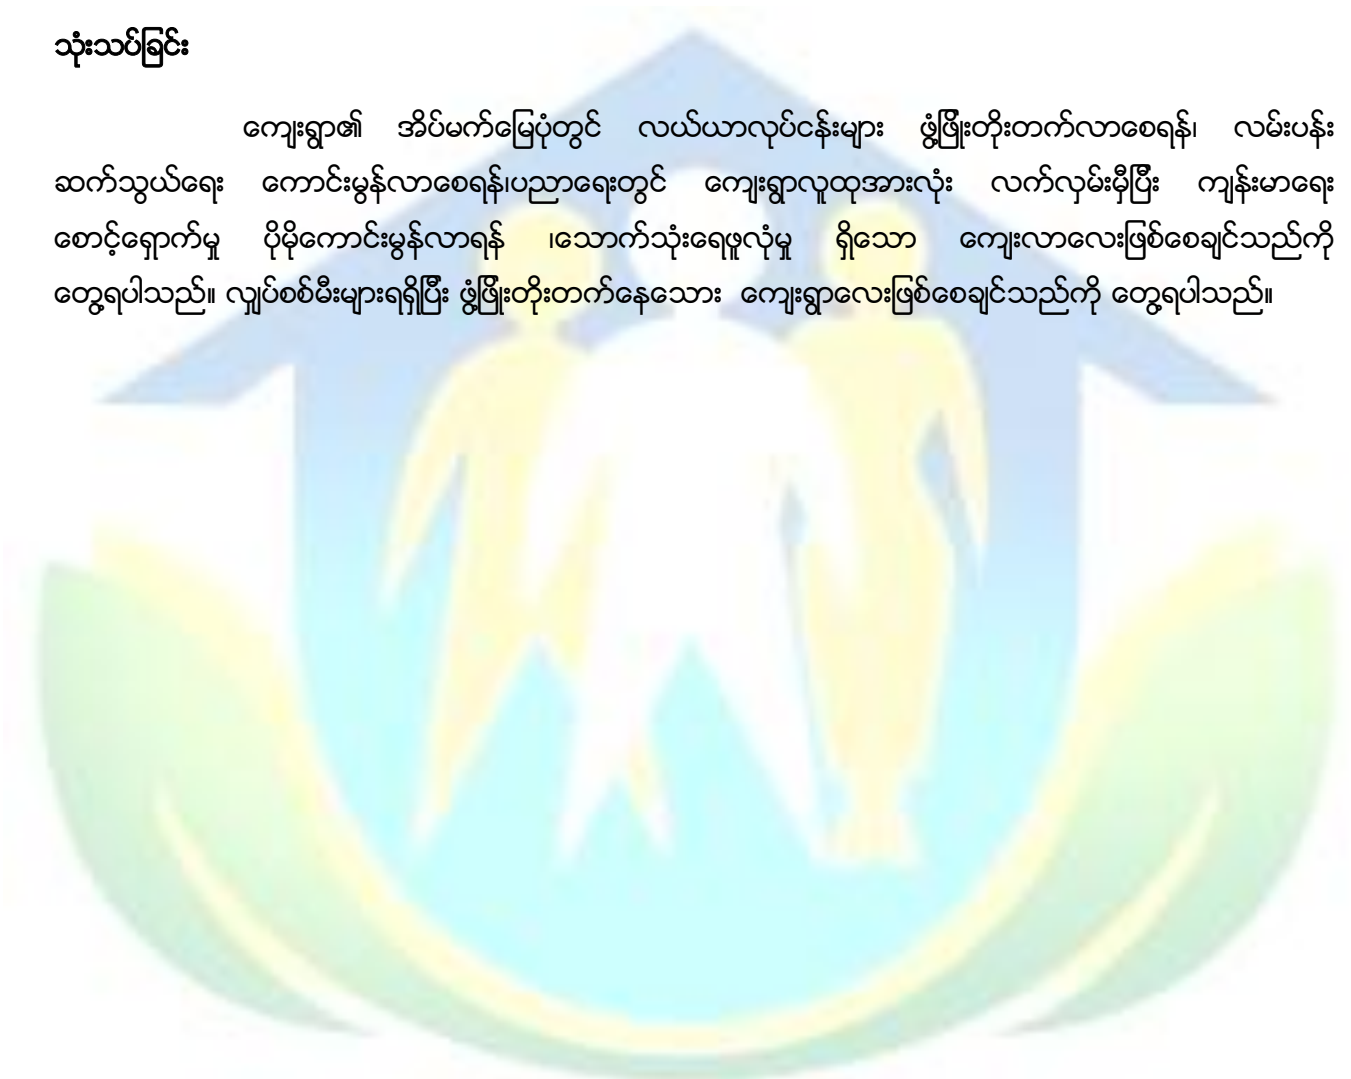 သုံးသပ်ခြင်း
ကျေးရွာ၏ အိပ်မက်မြေပုံတွင် လယ်ယာလုပ်ငန်းများ ဖွံ့ဖြိုးတိုးတက်လာစေရန်၊ လမ်းပန်း
ဆက်သွယ်ရေး ကောင်းမွန်လာစေရန်၊ပညာရေးတွင် ကျေးရွာလူထုအားလုံး လက်လှမ်းမှီပြီး ကျန်းမာရေး
စောင့်ရှောက်မှု ပိုမိုကောင်းမွန်လာရန် ၊သောက်သုံးရေဖူလုံမှု ရှိသော ကျေးလာလေးဖြစ်စေချင်သည်ကို
တွေ့ရပါသည်။ လျှပ်စစ်မီးများရရှိပြီး ဖွံ့ဖြိုးတိုးတက်နေသေား ကျေးရွာလေးဖြစ်စေချင်သည်ကို တွေ့ရပါသည်။